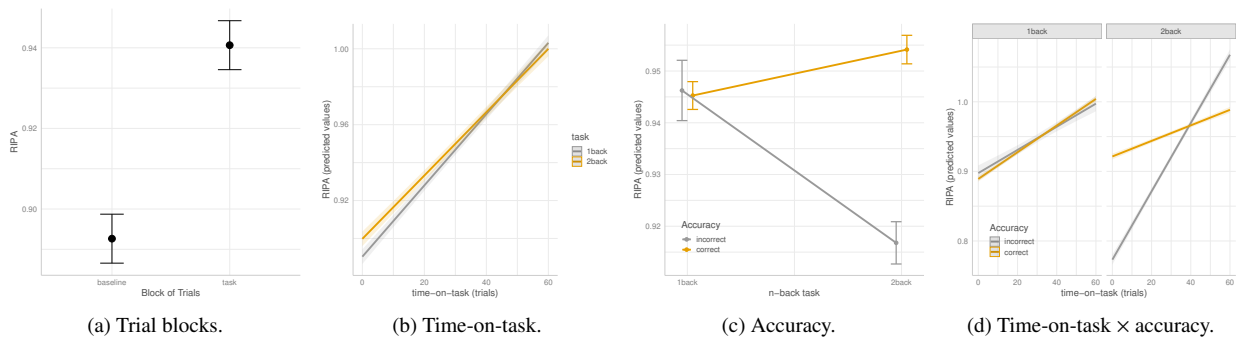 RIPA
0.94
0.92
0.90
baseline
task
Block of Trials
(a) Trial blocks.
RIPA (predicted values)
1.00
0.98
0.96
0.92
0
20
40
60
time−on−task (trials)
task
1back
2back
(b) Time-on-task.
RIPA (predicted values)
0.95
0.94
0.93
0.92
Accuracy
incorrect
correct
1back
2back
n−back task
(c) Accuracy.
1back
2back
RIPA (predicted values)
1.0
0.9
0.8
Accuracy
incorrect
correct
0
20
40
60
0
20
40
60
time−on−task (trials)
(d) Time-on-task × accuracy.